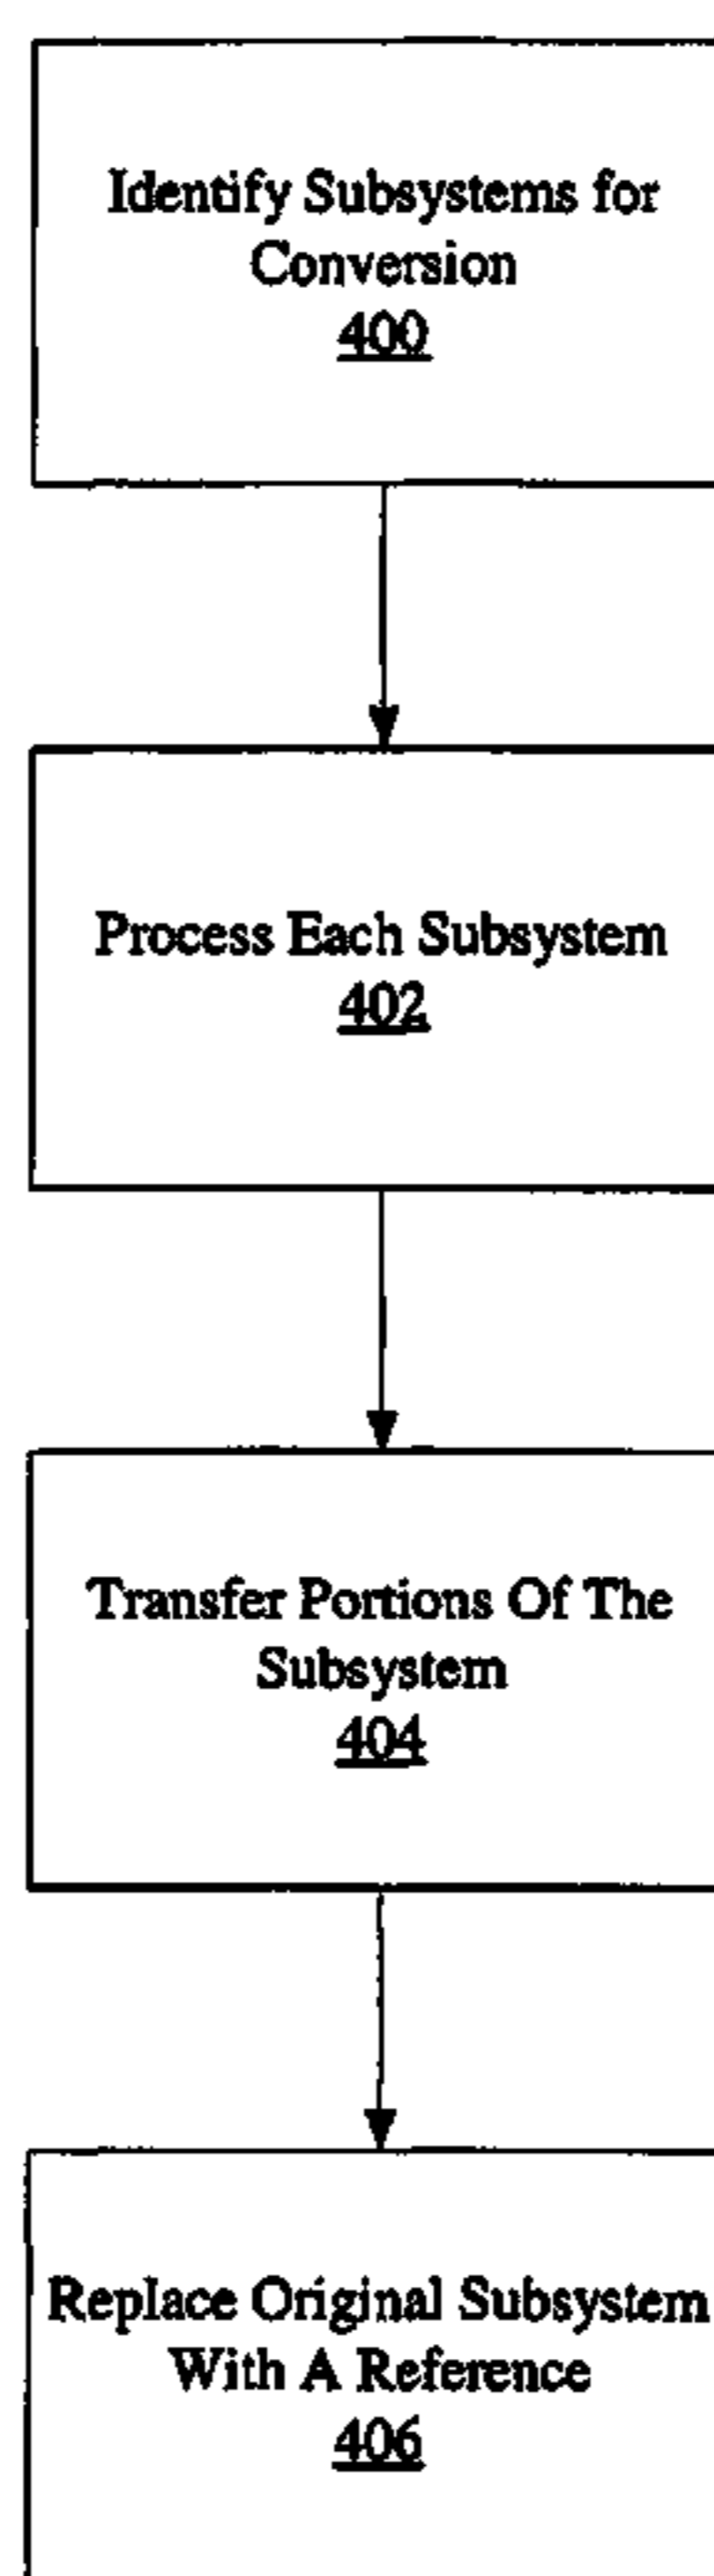 Identify Subsystems for
Conversion
400
Process Each Subsystem
402
Transfer Portions Of The
Subsystem
404
Replace Original Subsystem
With A Reference
406